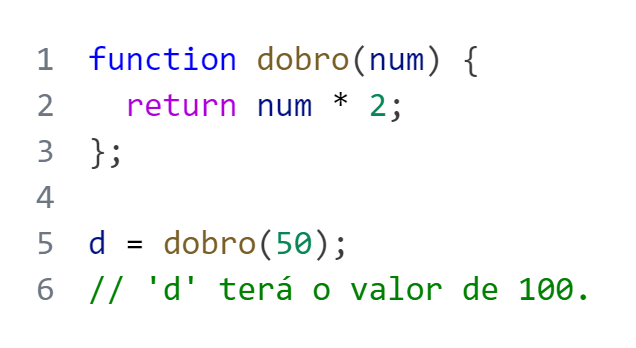 1 function dobro(num) {
2   return num * 2;
3 };
4
5 d = dobro(50);
6 // 'd' terá o valor de 100.